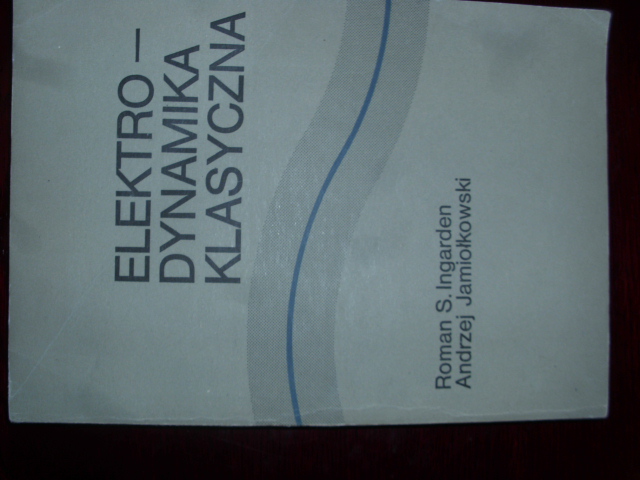 ELEKTRO —
DYNAMIKA
KLASYCZNA
Roman S. Ingarden
Andrzej Jamiołkowski